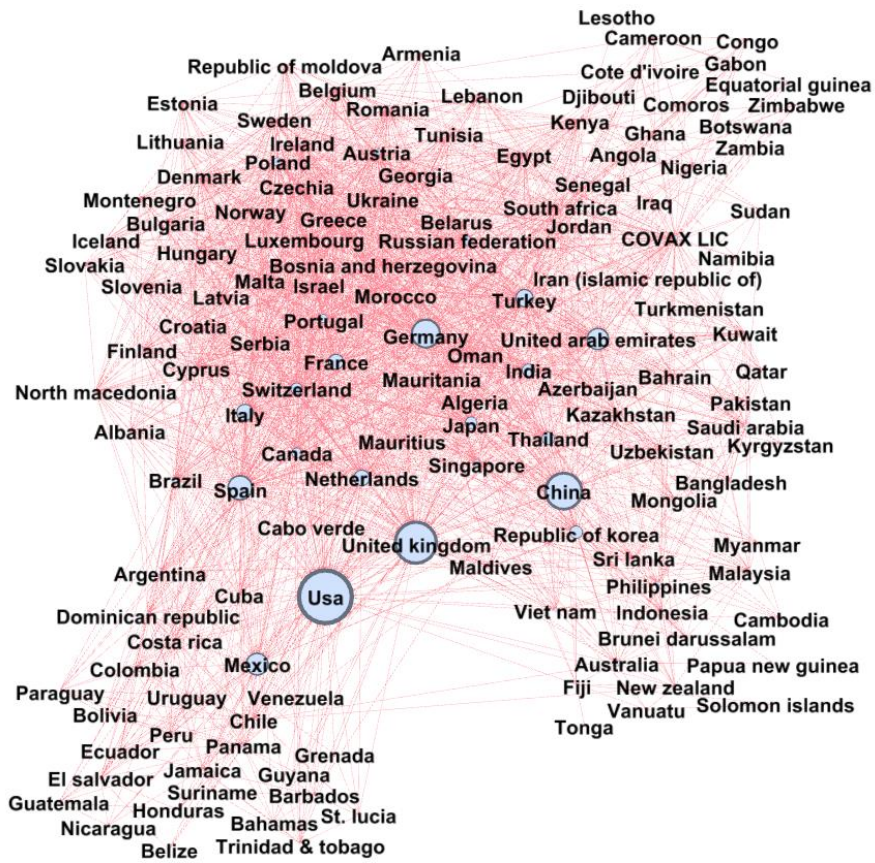 Lesotho
Cameroon
Congo
Armenia
Republic of moldova
Gabon
Cote d'ivoire
Belgium
Equatorial guinea
Estonia
Romania
Lebanon
Djibouti
Comoros
Zimbabwe
Sweden
Kenya
Botswana
Lithuania
Ireland
Tunisia
Ghana
Poland
Austria
Egypt
Angola
Zambia
Denmark
Georgia
Nigeria
Czechia
Senegal
Montenegro
Norway
Ukraine
South africa
Iraq
Sudan
Bulgaria
Greece
Belarus
Jordan
Iceland
Luxembourg
Russian federation
COVAX LIC
Hungary
Slovakia
Bosnia and herzegovina
Namibia
Slovenia
Malta
Israel
Iran (islamic republic of)
Latvia
Morocco
Turkey
Turkmenistan
Croatia
Portugal
Germany
United arab emirates
Kuwait
Serbia
Finland
France
Oman
Cyprus
India
Qatar
North macedonia
Switzerland
Mauritania
Azerbaijan
Bahrain
Italy
Algeria
Kazakhstan
Pakistan
Albania
Japan
Saudi arabia
Mauritius
Thailand
Kyrgyzstan
Canada
Singapore
Uzbekistan
Brazil
Spain
Netherlands
China
Bangladesh
Mongolia
Cabo verde
United kingdom
Republic of korea
Myanmar
Maldives
Sri lanka
Argentina
Malaysia
Cuba
Usa
Philippines
Dominican republic
Viet nam
Indonesia
Cambodia
Costa rica
Brunei darussalam
Colombia
Mexico
Australia
Papua new guinea
Paraguay
Uruguay
Venezuela
Fiji
New zealand
Bolivia
Chile
Vanuatu
Solomon islands
Peru
Tonga
Ecuador
Panama
Grenada
El salvador
Jamaica
Guyana
Guatemala
Suriname
Barbados
Honduras
Nicaragua
Bahamas
St. lucia
Belize
Trinidad & tobago